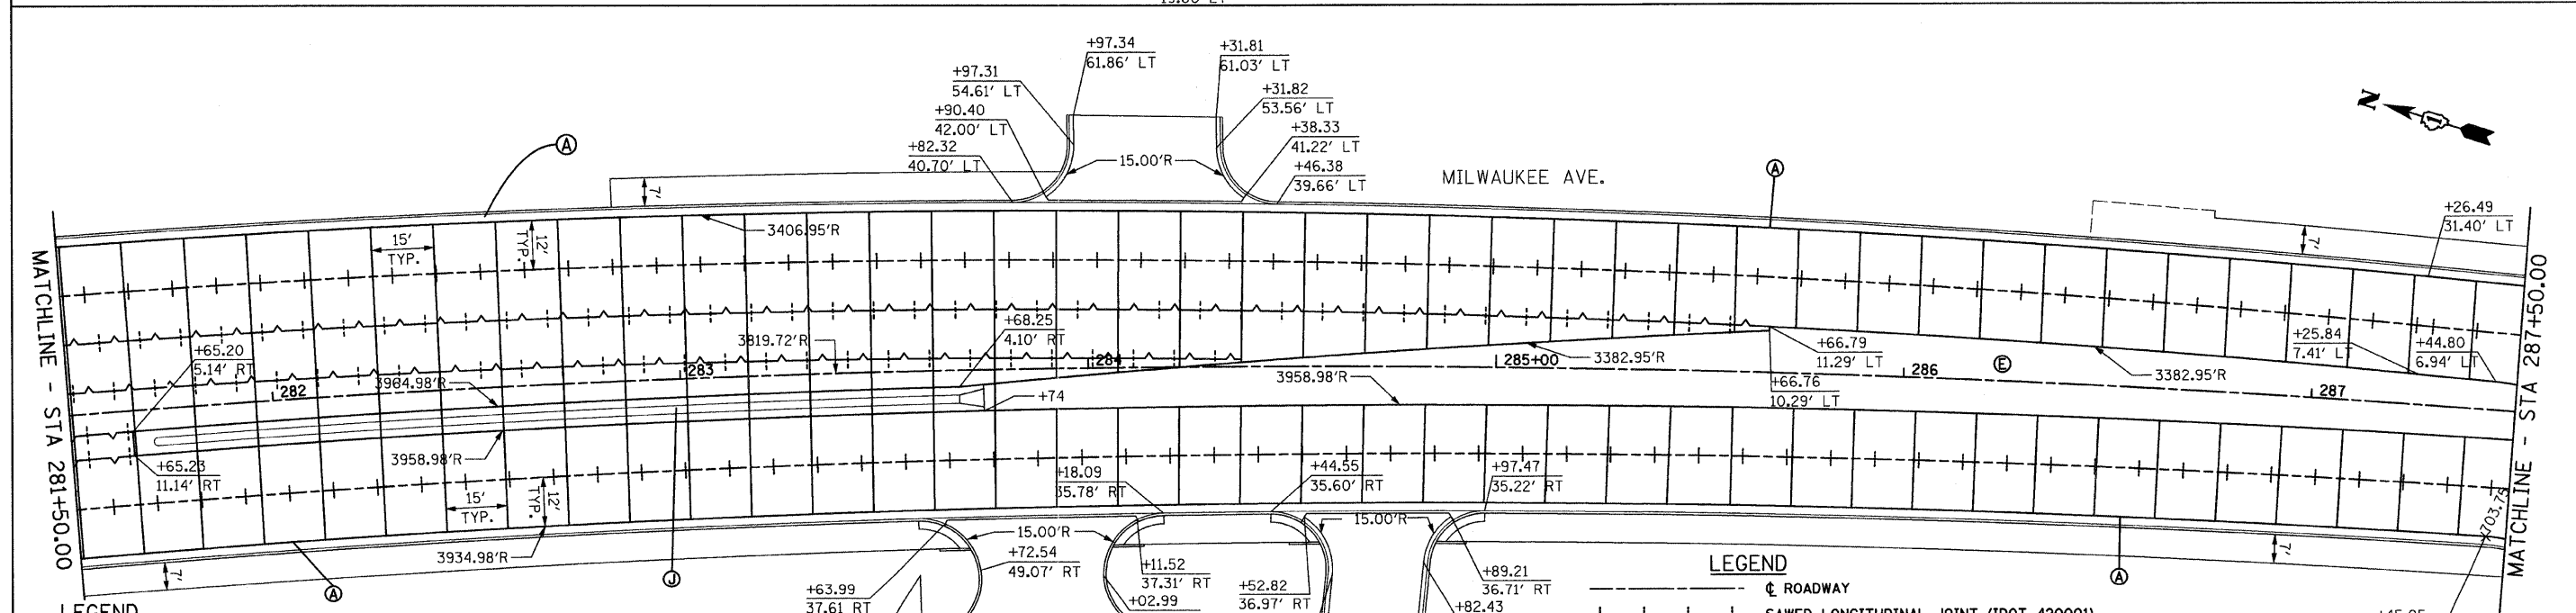 +97.34
61.86' LT
+31.81
61.03' LT
+97.31
54.61' LT
+31.82
53.56' LT
+90.40
42.00' LT
+38.33
41.22' LT
+82.32
40.70' LT
15.00'R
+46.38
39.66' LT
MILWAUKEE AVE.
N
A
A
7'
+26.49
31.40' LT
7'
MATCHLINE - STA 281+50.00
15'
TYP.
12'
TYP.
3406.95'R
MATCHLINE - STA 287+50.00
+65.20
5.14' RT
3819.72'R
+68.25
4.10' RT
282
283
284
285+00
286
287
3964.98'R
3958.98'R
3382.95'R
+66.79
11.29' LT
E
+25.84
7.41' LT
+44.80
6.94' LT
3382.95'R
+66.76
10.29' LT
+74
+65.23
11.14' RT
3958.98'R
15'
TYP.
12'
TYP.
+18.09
35.78' RT
+44.55
35.60' RT
+97.47
35.22' RT
703.75
3934.98'R
15.00'R
15.00'R
7'
A
J
+72.54
49.07' RT
+11.52
37.31' RT
+89.21
36.71' RT
A
7'
+63.99
37.61 RT
+02.99
+52.82
36.97' RT
+82.43
LEGEND
LEGEND
℄ ROADWAY